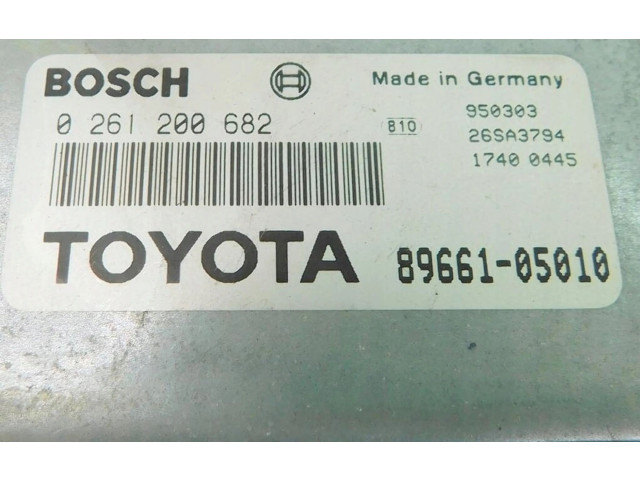 BOSCH Made in Germany
0 261 200 682 810 950303
26SA3794
1740 0445
TOYOTA 89661-05010